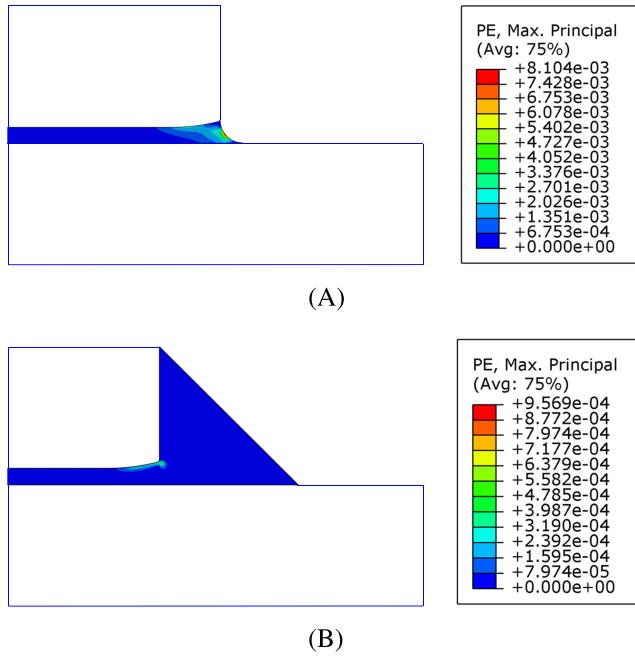 PE, Max. Principal
(Avg: 75%)
+8.104e-03
+7.428e-03
+6.753e-03
+6.078e-03
+5.402e-03
+4.727e-03
+4.052e-03
+3.376e-03
+2.701e-03
+2.026e-03
+1.351e-03
+6.753e-04
+0.000e+00
(A)
PE, Max. Principal
(Avg: 75%)
+9.569e-04
+8.772e-04
+7.974e-04
+7.177e-04
+6.379e-04
+5.582e-04
+4.785e-04
+3.987e-04
+3.190e-04
+2.392e-04
+1.595e-04
+7.974e-05
+0.000e+00
(B)